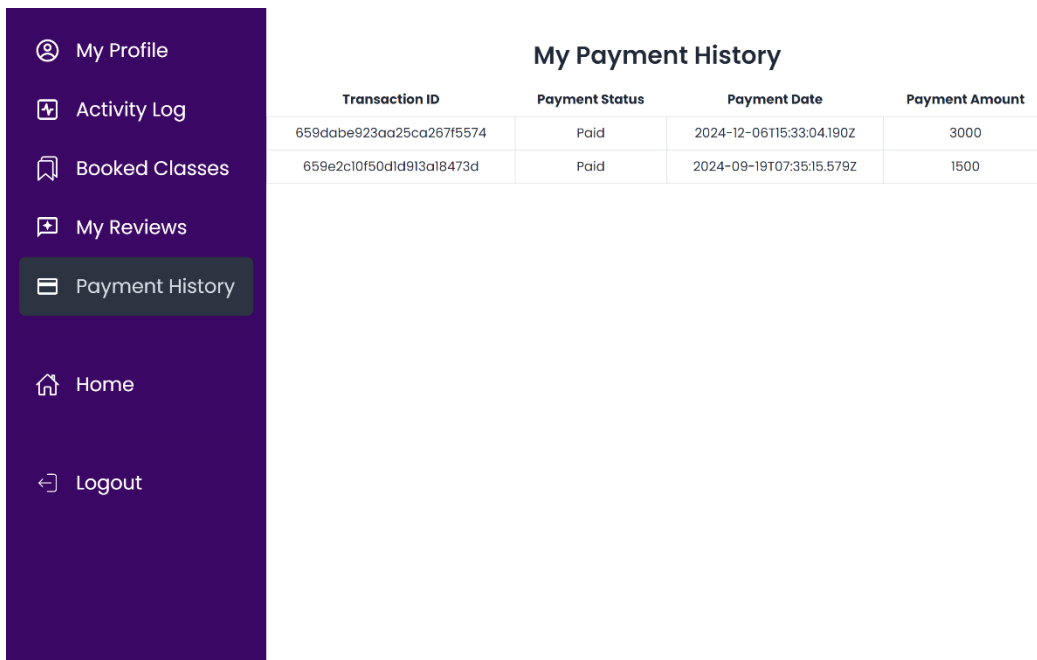 My Profile
Activity Log
Booked Classes
My Reviews
Payment History
Home
Logout
My Payment History
Transaction ID Payment Status Payment Date Payment Amount
659dabe923aa25ca267f5574 Paid 2024-12-06T15:33:04.190Z 3000
659e2c10f50d1d913a18473d Paid 2024-09-19T07:35:15.579Z 1500